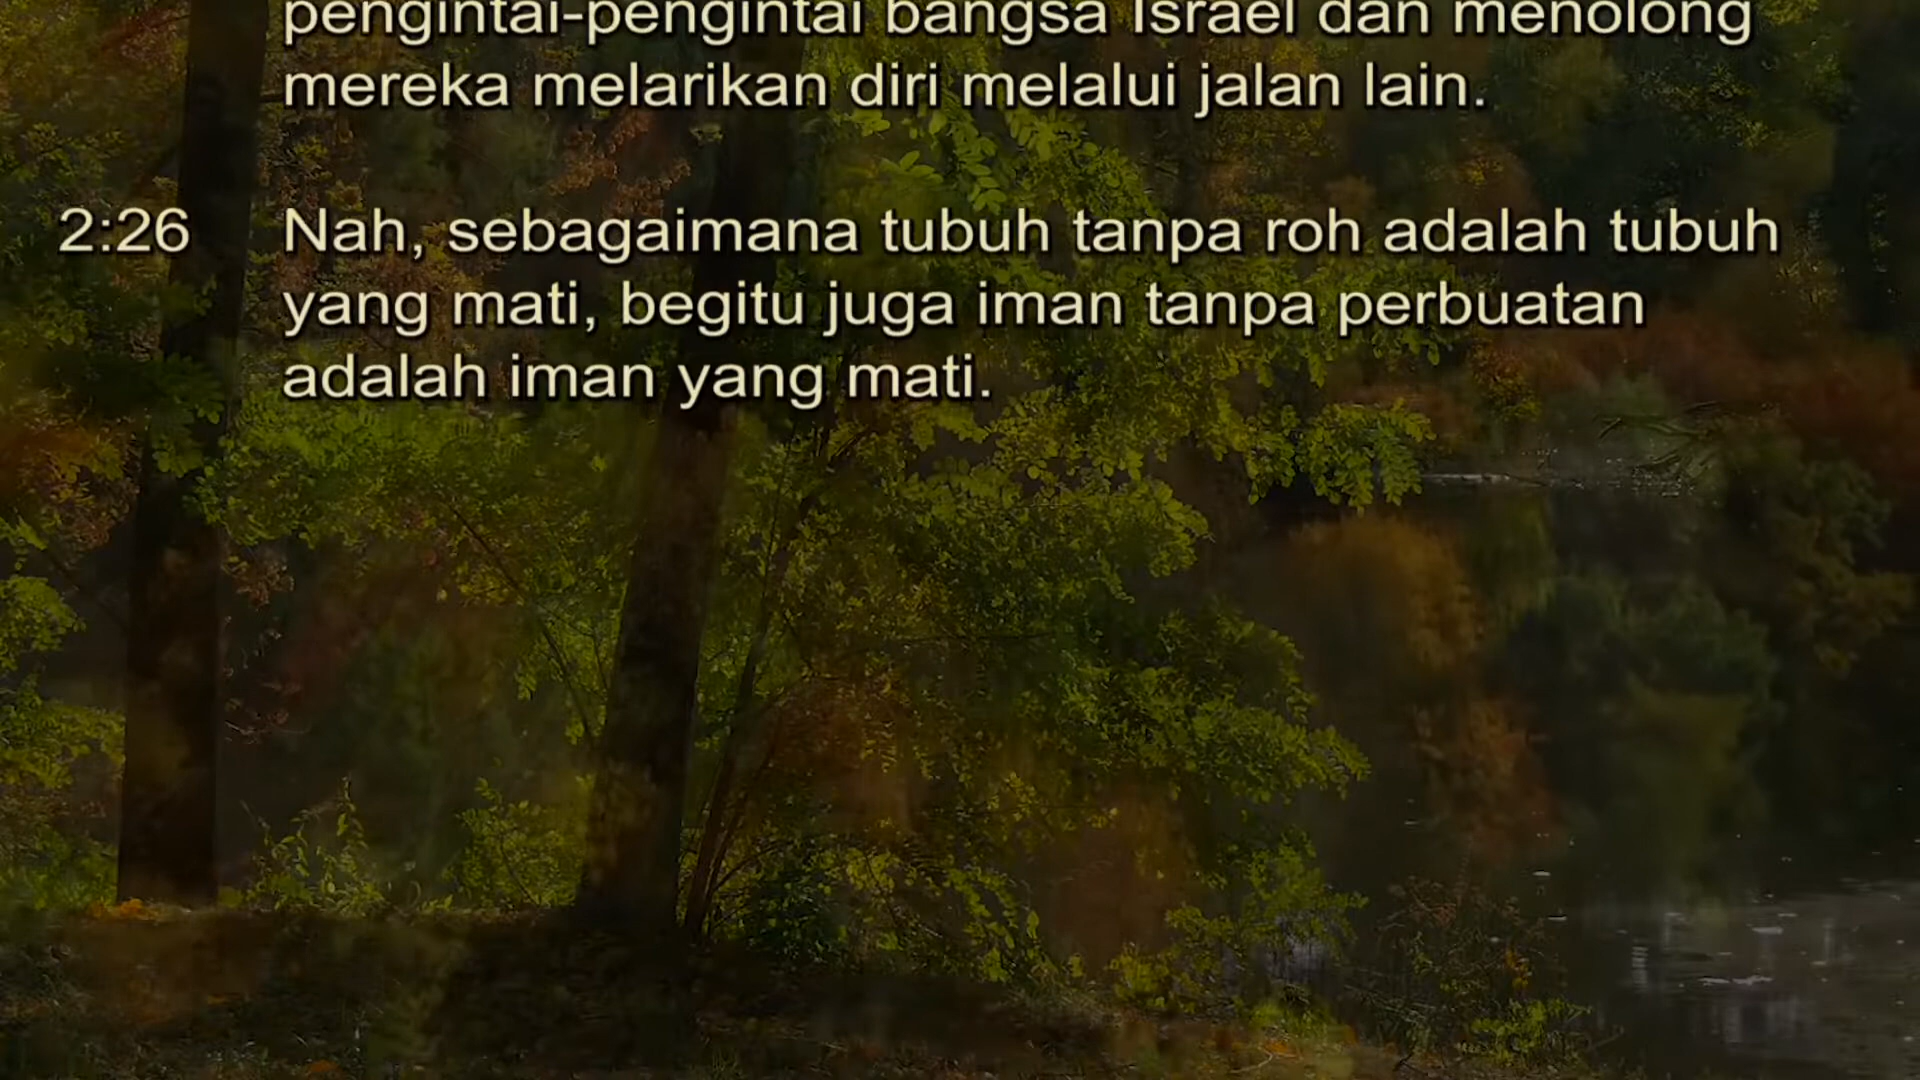 pengintai-pengintai bangsa Israel dan menolong
mereka melarikan diri melalui jalan lain.
2:26 Nah, sebagaimana tubuh tanpa roh adalah tubuh
yang mati, begitu juga iman tanpa perbuatan
adalah iman yang mati.